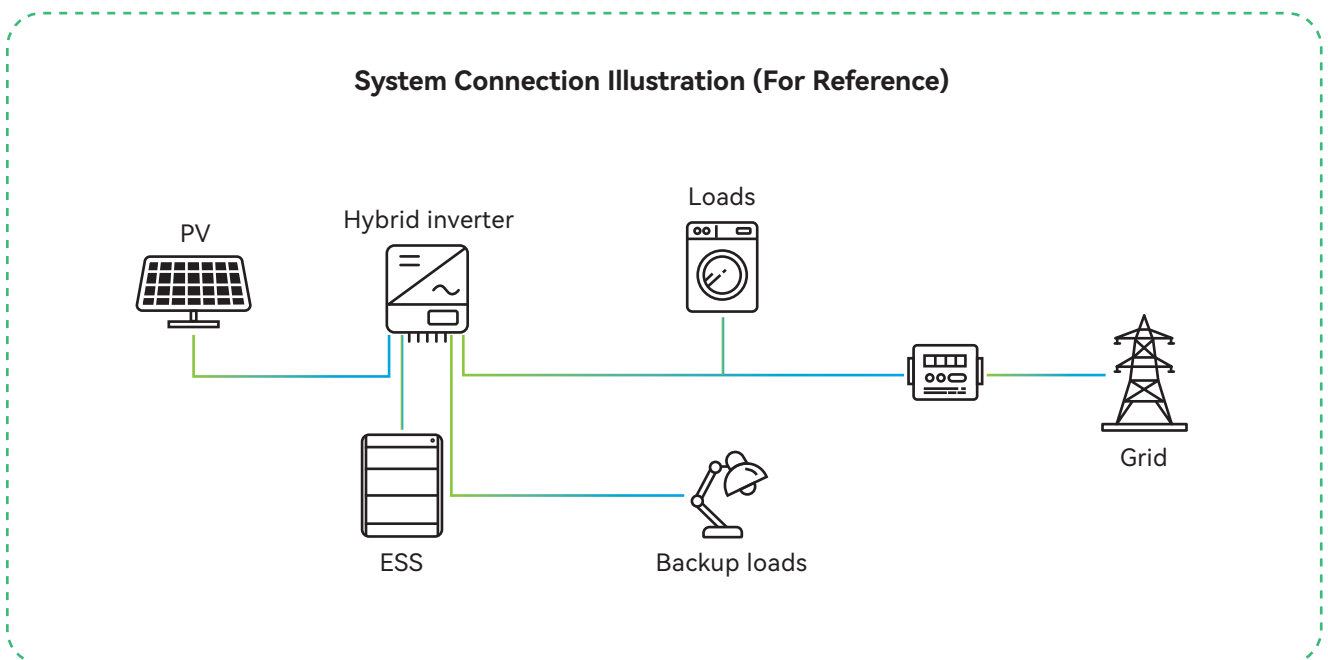 System Connection Illustration (For Reference)
Loads
Hybrid inverter
PV
Grid
ESS
Backup loads